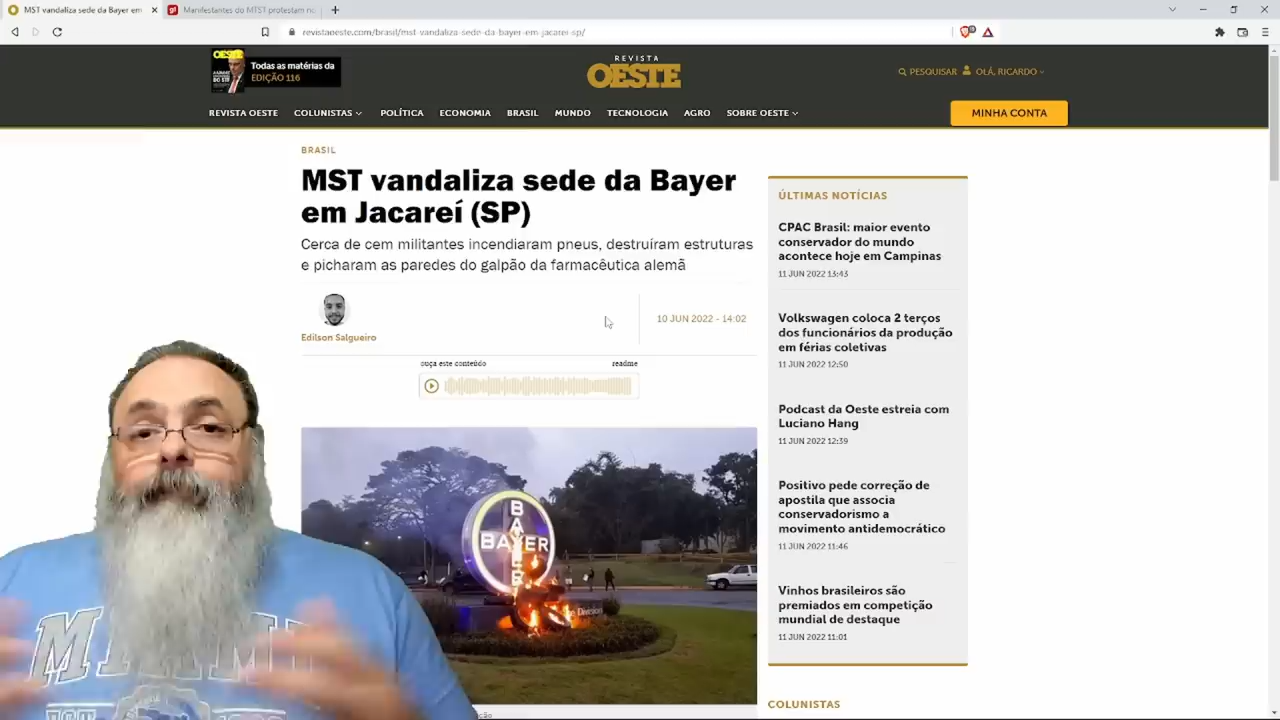 MST vandaliza sede da Bayer em
Manifestantes do MTST protestam no
revistaoeste.com/brasil/mst-vandaliza-sede-da-bayer-em-jacarei-sp/
OESTE
Todas as matérias da
EDIÇÃO 116
REVISTA
OESTE
PESQUISAR
OLÁ, RICARDO
REVISTA OESTE
COLUNISTAS
POLÍTICA
ECONOMIA
BRASIL
MUNDO
TECNOLOGIA
AGRO
SOBRE OESTE
MINHA CONTA
BRASIL
MST vandaliza sede da Bayer
em Jacareí (SP)
Cerca de cem militantes incendiaram pneus, destruíram estruturas
e picharam as paredes do galpão da farmacêutica alemã
Edilson Salgueiro
10 JUN 2022 - 14:02
ouça este conteúdo
readme
BAYER
BAYER
Division
MIAMI
ÚLTIMAS NOTÍCIAS
CPAC Brasil: maior evento
conservador do mundo
acontece hoje em Campinas
11 JUN 2022 13:43
Volkswagen coloca 2 terços
dos funcionários da produção
em férias coletivas
11 JUN 2022 12:50
Podcast da Oeste estreia com
Luciano Hang
11 JUN 2022 12:39
Positivo pede correção de
apostila que associa
conservadorismo a
movimento antidemocrático
11 JUN 2022 11:46
Vinhos brasileiros são
premiados em competição
mundial de destaque
11 JUN 2022 11:01
COLUNISTAS